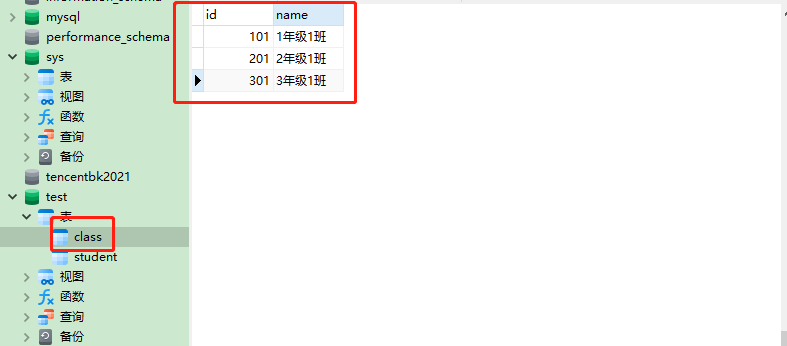 information_schema
mysql
performance_schema
sys
表
视图
函数
查询
备份
tencentbk2021
test
表
class
student
视图
函数
查询
备份
id name
101 1年级1班
201 2年级1班
301 3年级1班